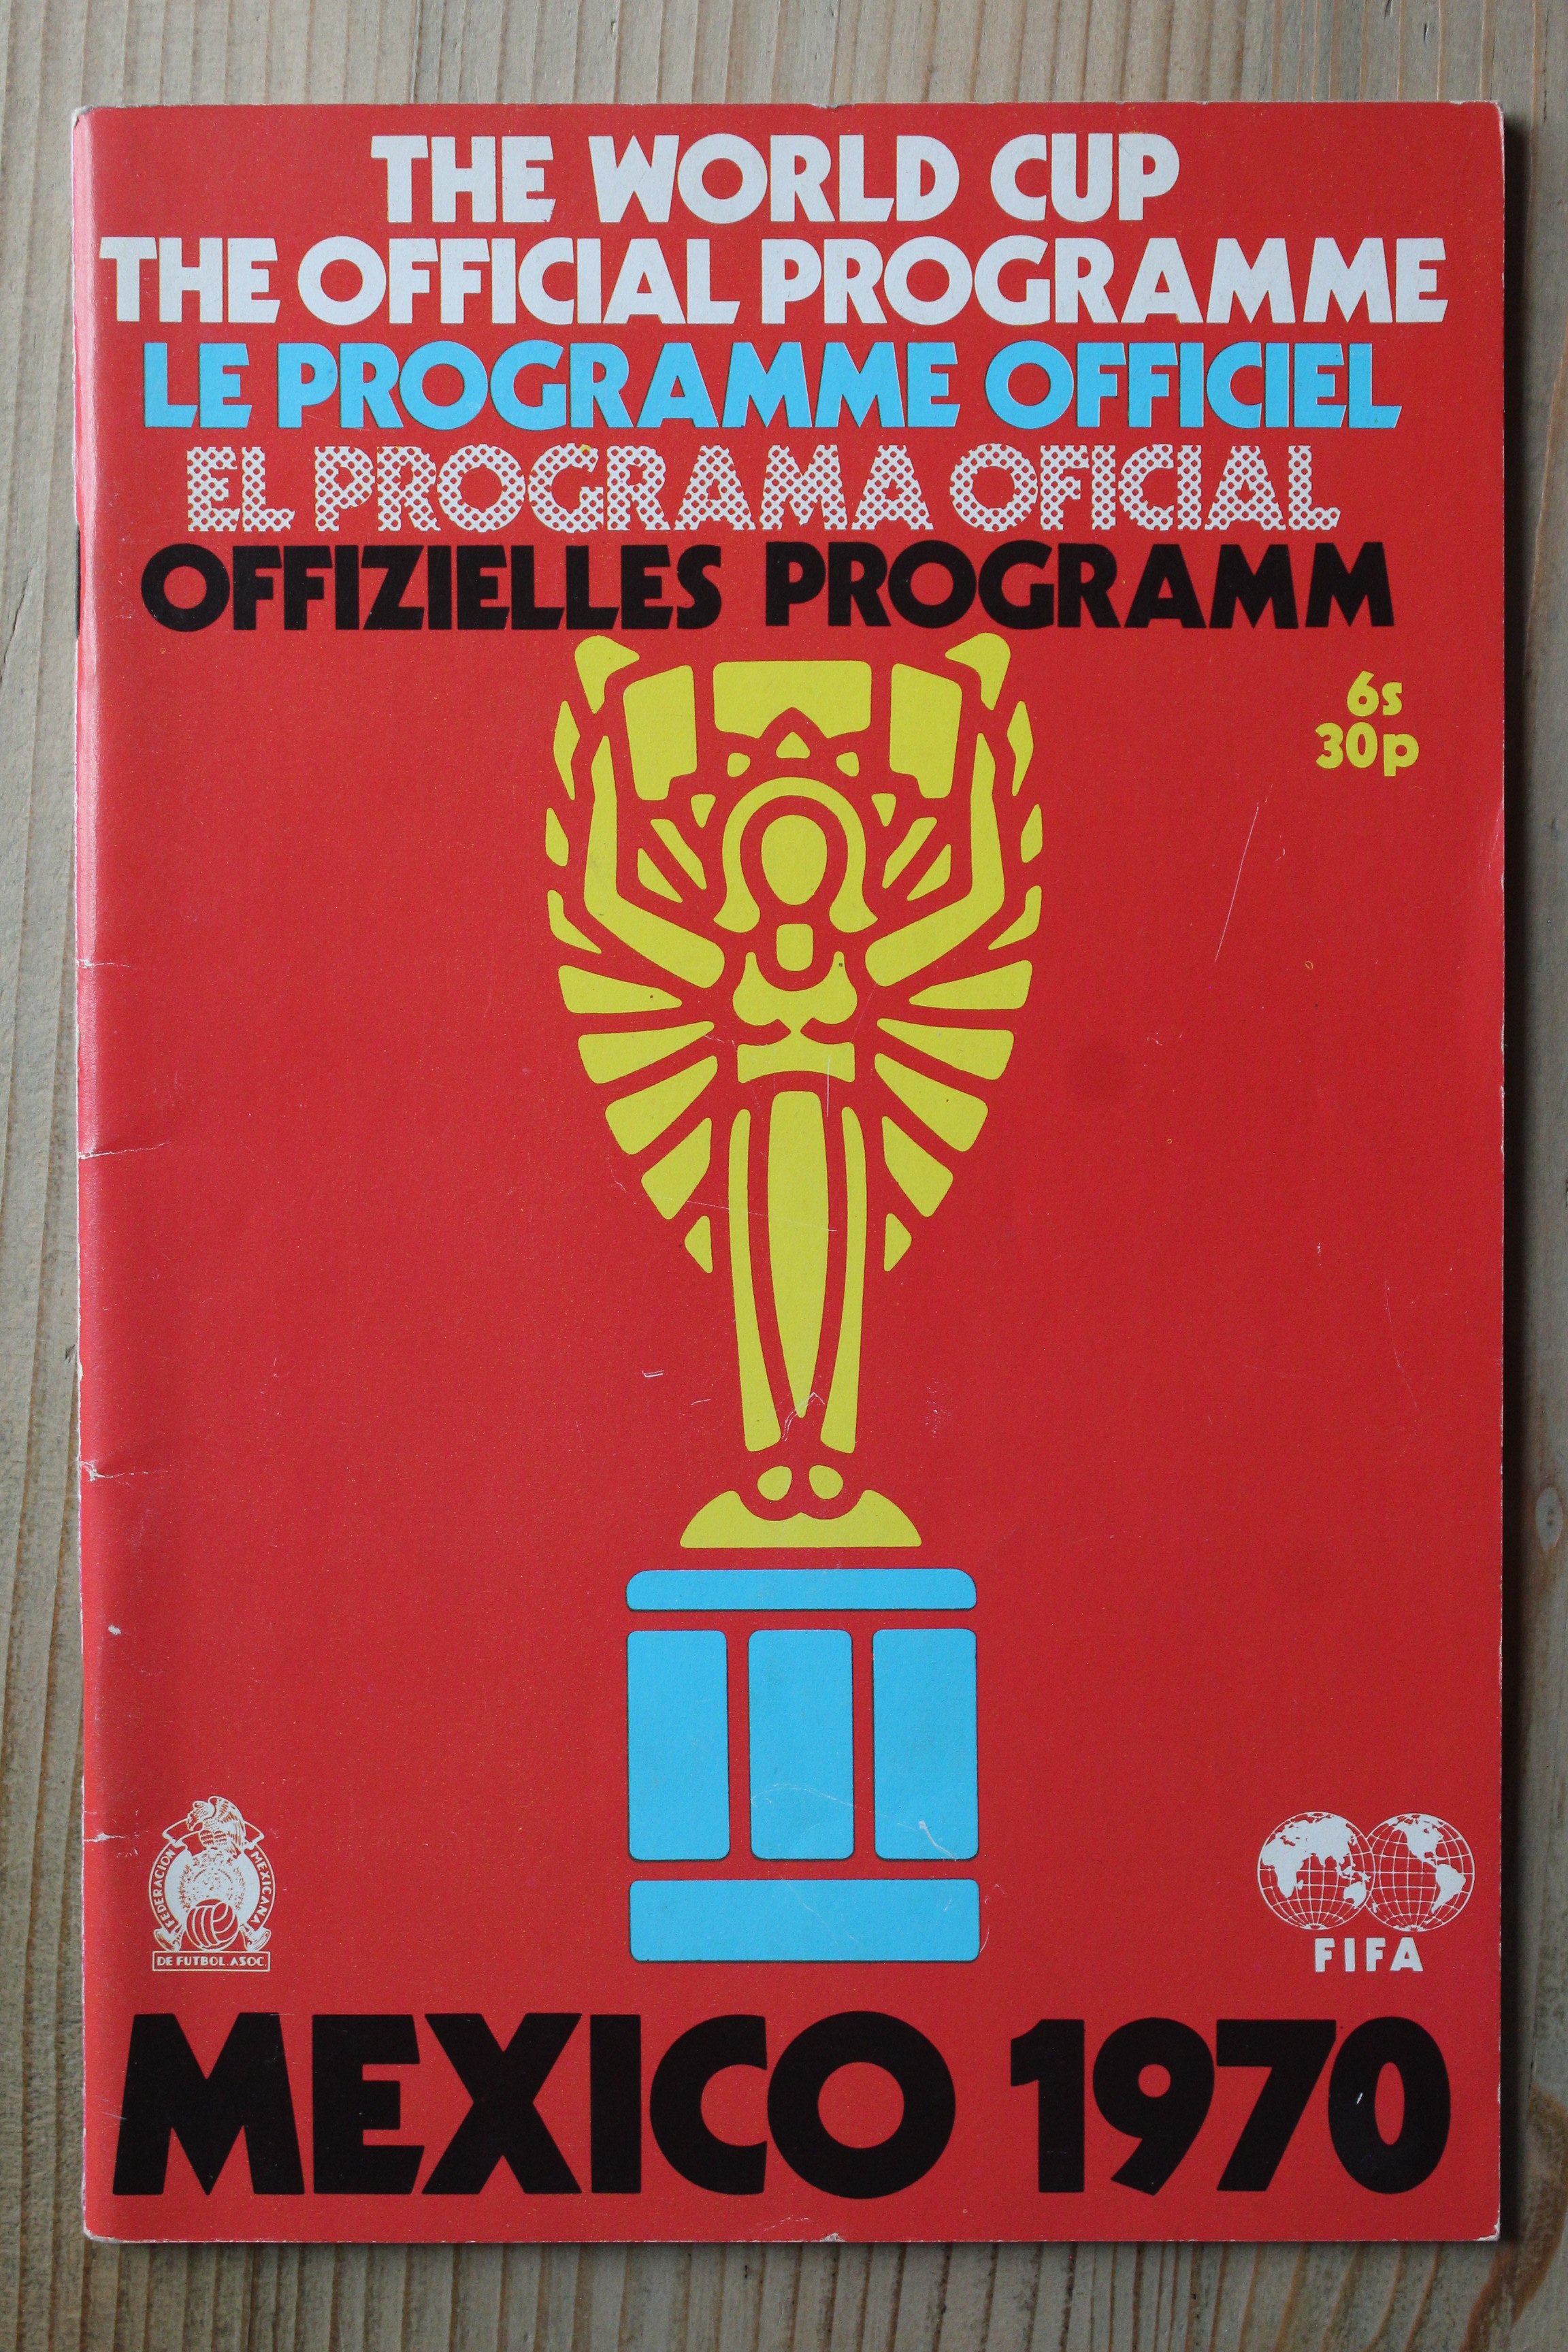 THE WORLD CUP
THE OFFICIAL PROGRAMME
LE PROGRAMME OFFICIEL
EL PROGRAMA OFICIAL
OFFIZIELLES PROGRAMM
6s
30p
FEDERACION MEXICANA
DE FUTBOL ASOC.
FIFA
MEXICO 1970